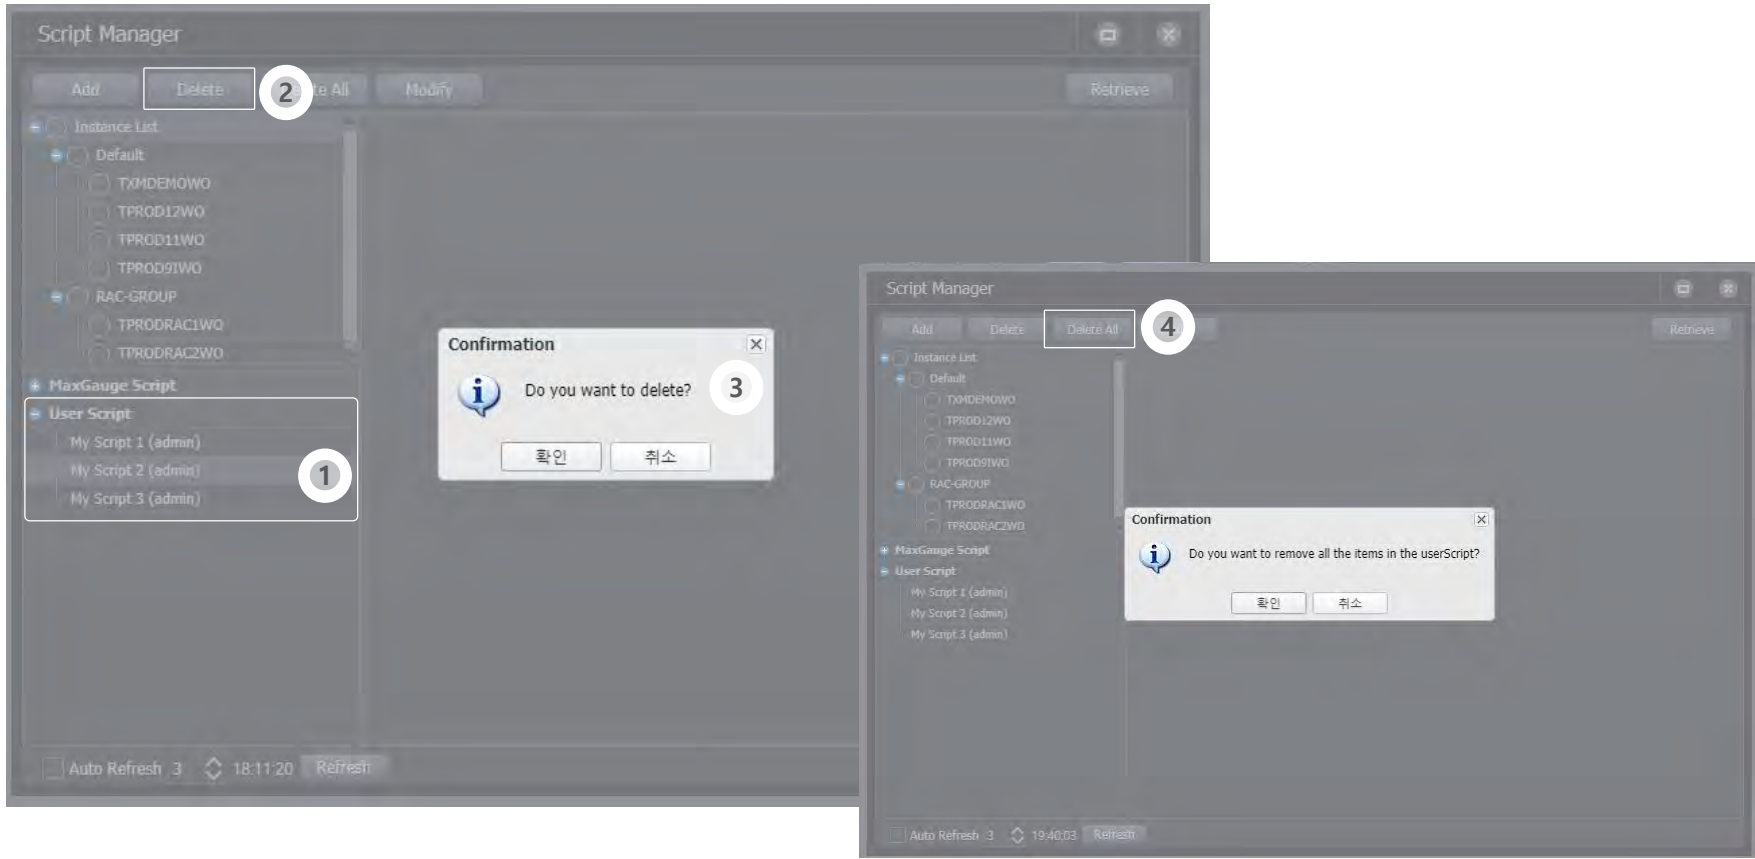 Script Manager
Add Delete 2 te All Modify Retrieve
Instance List
Default
TXMDEMOWO
TPROD12WO
TPROD11WO
TPROD9IWO
RAC-GROUP
TPRODRAC1WO
TPRODRAC2WO
MaxGauge Script
User Script
My Script 1 (admin)
My Script 2 (admin)
My Script 3 (admin)
1
Confirmation
Do you want to delete? 3
확인 취소
Auto Refresh 3 18:11:20 Refresh
Script Manager
Add Delete Delete All 4 Retrieve
Instance List
Default
TXMDEMOWO
TPROD12WO
TPROD11WO
TPROD9IWO
RAC-GROUP
TPRODRAC1WO
TPRODRAC2WO
MaxGauge Script
User Script
My Script 1 (admin)
My Script 2 (admin)
My Script 3 (admin)
Confirmation
Do you want to remove all the items in the userScript?
확인 취소
Auto Refresh 3 19:40:03 Refresh